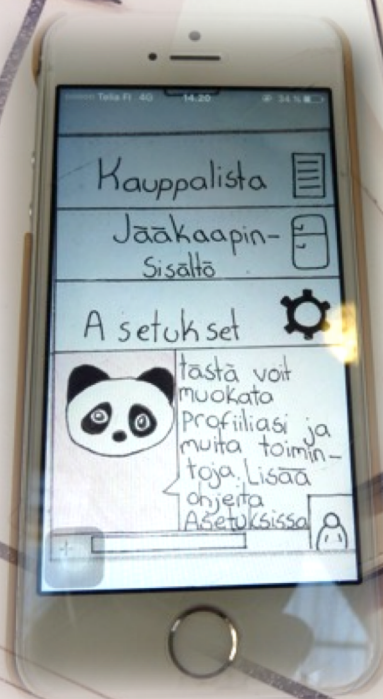 Telia FI 4G 14.20 34 %
Kauppalista
Jääkaapin-
Sisältö
Asetukset
tästä voit
muokata
profiiliasi ja
muita toimin-
toja. Lisää
ohjeita
Asetuksissa
+